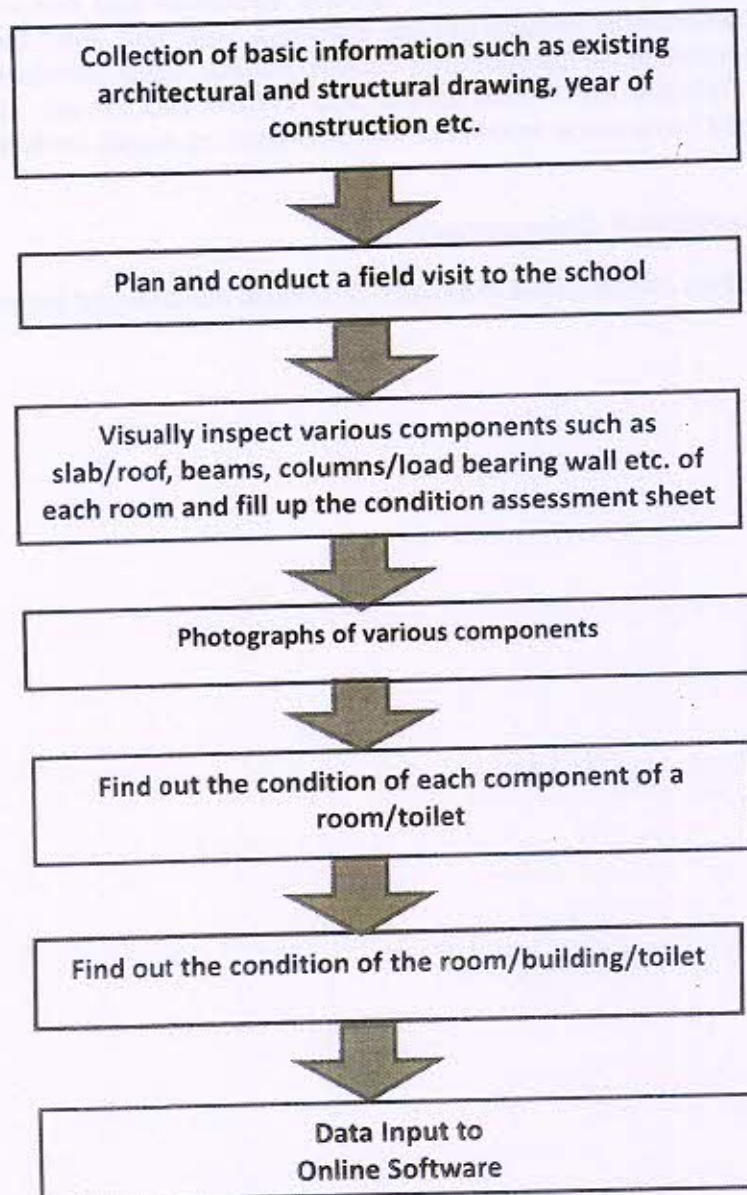 Collection of basic information such as existing
architectural and structural drawing, year of
construction etc.
Plan and conduct a field visit to the school
Visually inspect various components such as
slab/roof, beams, columns/load bearing wall etc. of
each room and fill up the condition assessment sheet
Photographs of various components
Find out the condition of each component of a
room/toilet
Find out the condition of the room/building/toilet
Data Input to
Online Software